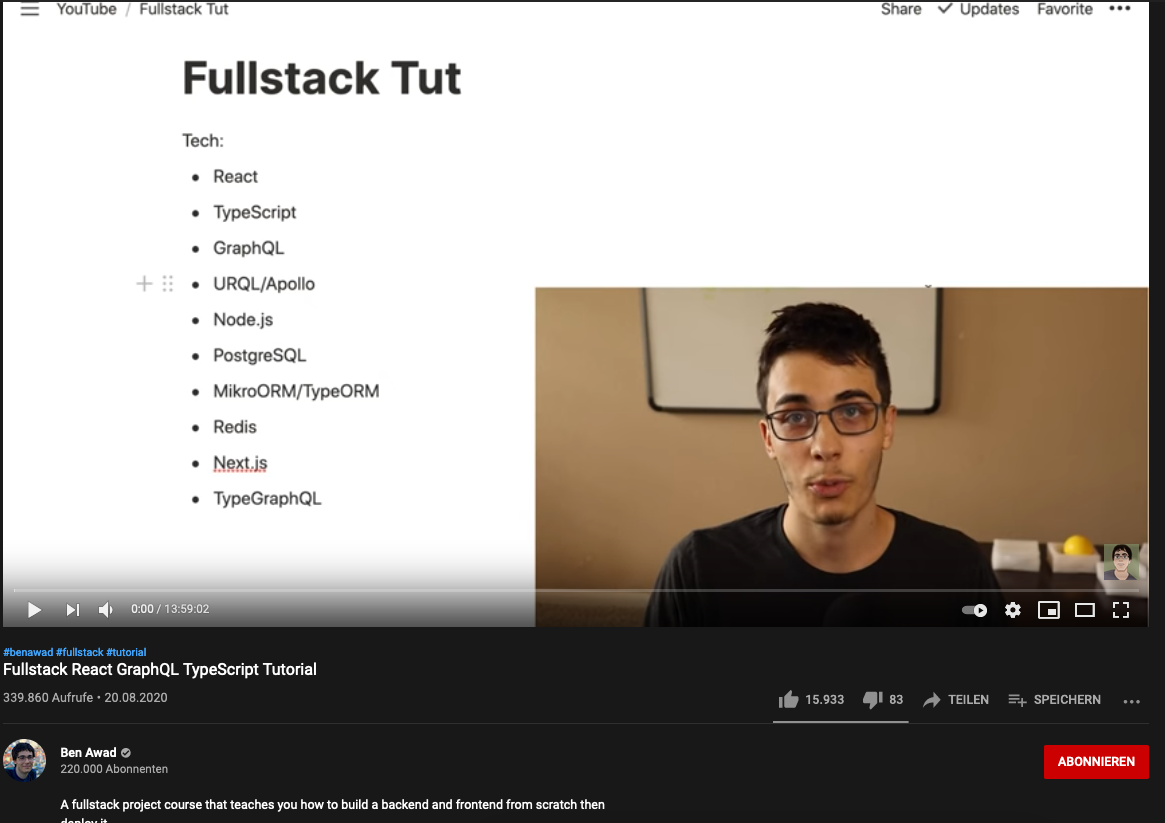 YouTube / Fullstack Tut
Share ✓ Updates Favorite •••
Fullstack Tut
Tech:
• React
• TypeScript
• GraphQL
• URQL/Apollo
• Node.js
• PostgreSQL
• MikroORM/TypeORM
• Redis
• Next.js
• TypeGraphQL
0:00 / 13:59:02
#benawad #fullstack #tutorial
Fullstack React GraphQL TypeScript Tutorial
339.860 Aufrufe • 20.08.2020
15.933 83 TEILEN SPEICHERN
Ben Awad
220.000 Abonnenten
ABONNIEREN
A fullstack project course that teaches you how to build a backend and frontend from scratch then
deploy it